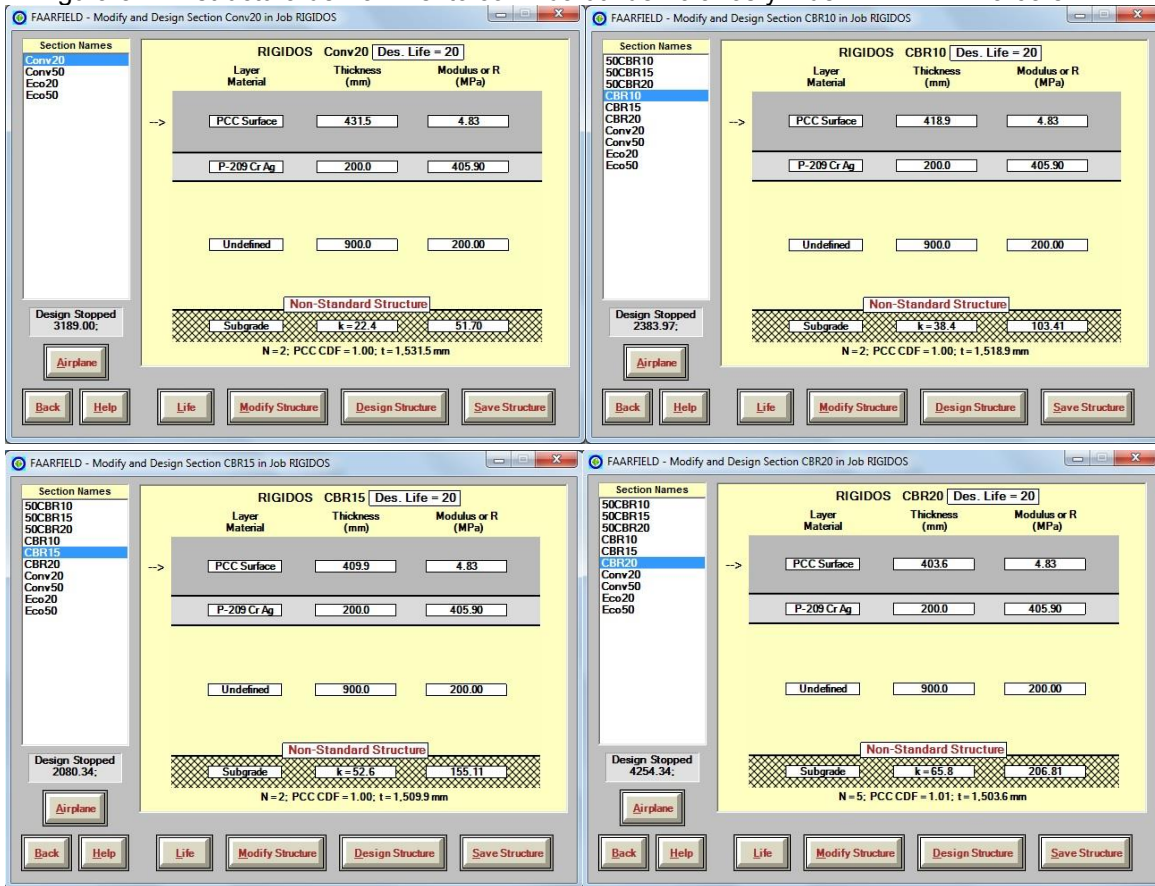 FAARFIELD - Modify and Design Section Conv20 in Job RIGIDOS
Section Names
Conv20
Conv50
Eco20
Eco50
RIGIDOS Conv20 Des. Life = 20
Layer Material Thickness (mm) Modulus or R (MPa)
--> PCC Surface 431.5 4.83
P-209 Cr Ag 200.0 405.90
Undefined 900.0 200.00
Non-Standard Structure
Subgrade k = 22.4 51.70
N = 2; PCC CDF = 1.00; t = 1,531.5 mm
Design Stopped
3189.00;
Airplane
Back Help Life Modify Structure Design Structure Save Structure
FAARFIELD - Modify and Design Section CBR10 in Job RIGIDOS
Section Names
50CBR10
50CBR15
50CBR20
CBR10
CBR15
CBR20
Conv20
Conv50
Eco20
Eco50
RIGIDOS CBR10 Des. Life = 20
Layer Material Thickness (mm) Modulus or R (MPa)
--> PCC Surface 418.9 4.83
P-209 Cr Ag 200.0 405.90
Undefined 900.0 200.00
Non-Standard Structure
Subgrade k = 38.4 103.41
N = 2; PCC CDF = 1.00; t = 1,518.9 mm
Design Stopped
2383.97;
Airplane
Back Help Life Modify Structure Design Structure Save Structure
FAARFIELD - Modify and Design Section CBR15 in Job RIGIDOS
Section Names
50CBR10
50CBR15
50CBR20
CBR10
CBR15
CBR20
Conv20
Conv50
Eco20
Eco50
RIGIDOS CBR15 Des. Life = 20
Layer Material Thickness (mm) Modulus or R (MPa)
--> PCC Surface 409.9 4.83
P-209 Cr Ag 200.0 405.90
Undefined 900.0 200.00
Non-Standard Structure
Subgrade k = 52.6 155.11
N = 2; PCC CDF = 1.00; t = 1,509.9 mm
Design Stopped
2080.34;
Airplane
Back Help Life Modify Structure Design Structure Save Structure
FAARFIELD - Modify and Design Section CBR20 in Job RIGIDOS
Section Names
50CBR10
50CBR15
50CBR20
CBR10
CBR15
CBR20
Conv20
Conv50
Eco20
Eco50
RIGIDOS CBR20 Des. Life = 20
Layer Material Thickness (mm) Modulus or R (MPa)
--> PCC Surface 403.6 4.83
P-209 Cr Ag 200.0 405.90
Undefined 900.0 200.00
Non-Standard Structure
Subgrade k = 65.8 206.81
N = 5; PCC CDF = 1.01; t = 1,503.6 mm
Design Stopped
4254.34;
Airplane
Back Help Life Modify Structure Design Structure Save Structure